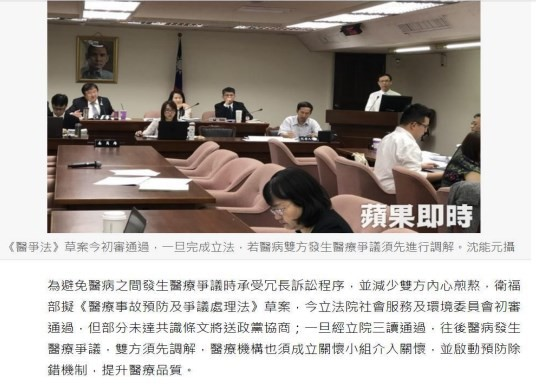 蘋果即時
《醫爭法》草案今初審通過，一旦完成立法，若醫病雙方發生醫療爭議須先進行調解。沈能元攝
為避免醫病之間發生醫療爭議時承受冗長訴訟程序，並減少雙方內心煎熬，衛福
部擬《醫療事故預防及爭議處理法》草案，今立法院社會服務及環境委員會初審
通過，但部分未達共識條文將送政黨協商；一旦經立院三讀通過，往後醫病發生
醫療爭議，雙方須先調解，醫療機構也須成立關懷小組介入關懷，並啟動預防除
錯機制，提升醫療品質。